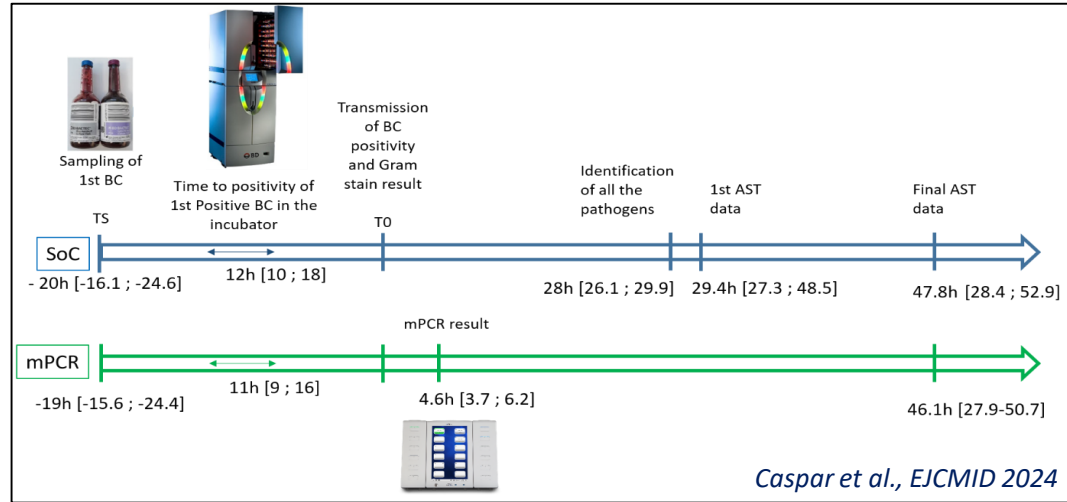 Sampling of
1st BC
TS
Time to positivity of
1st Positive BC in the
incubator
Transmission
of BC
positivity
and Gram
stain result
T0
Identification
of all the
pathogens
1st AST
data
Final AST
data
SoC
- 20h [-16.1 ; -24.6]
12h [10 ; 18]
28h [26.1 ; 29.9]
29.4h [27.3 ; 48.5]
47.8h [28.4 ; 52.9]
mPCR result
mPCR
-19h [-15.6 ; -24.4]
11h [9 ; 16]
4.6h [3.7 ; 6.2]
46.1h [27.9-50.7]
BD
Caspar et al., EJCMID 2024